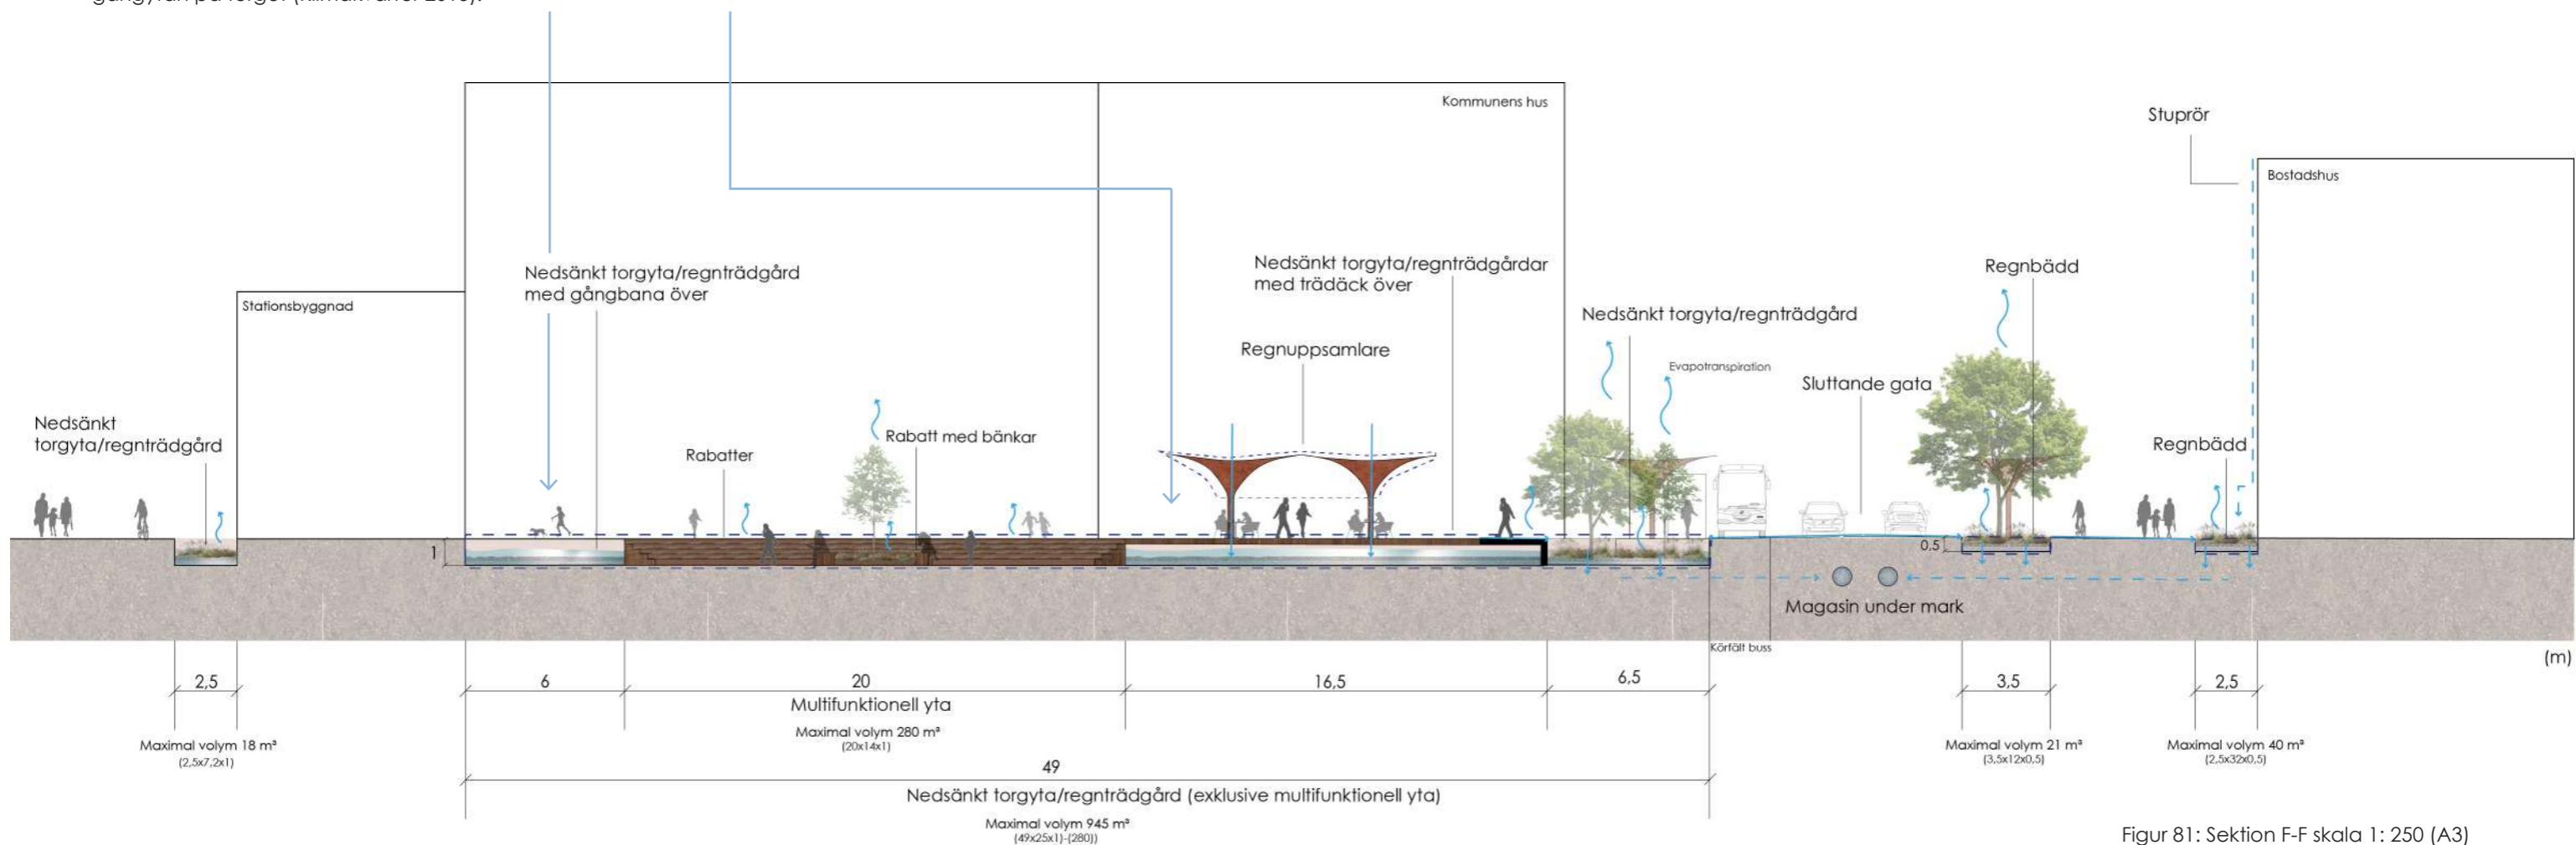 Kommunens hus
Stuprör
Bostadshus
Nedsänkt torgyta/regnträdgård
med gångbana över
Nedsänkt torgyta/regnträdgårdar
med trädäck över
Regnbädd
Stationsbyggnad
Nedsänkt torgyta/regnträdgård
Regnuppsamlare
Evapotranspiration
Sluttande gata
Nedsänkt
torgyta/regnträdgård
Rabatter
Rabatt med bänkar
Regnbädd
1
0,5
Magasin under mark
Körfält buss
(m)
2,5
6
20
16,5
6,5
3,5
2,5
Multifunktionell yta
Maximal volym 280 m³
(20x14x1)
Maximal volym 18 m³
(2,5x7,2x1)
Maximal volym 21 m³
(3,5x12x0,5)
Maximal volym 40 m³
(2,5x32x0,5)
49
Nedsänkt torgyta/regnträdgård (exklusive multifunktionell yta)
Maximal volym 945 m³
(49x25x1)-(280))
Figur 81: Sektion F-F skala 1: 250 (A3)